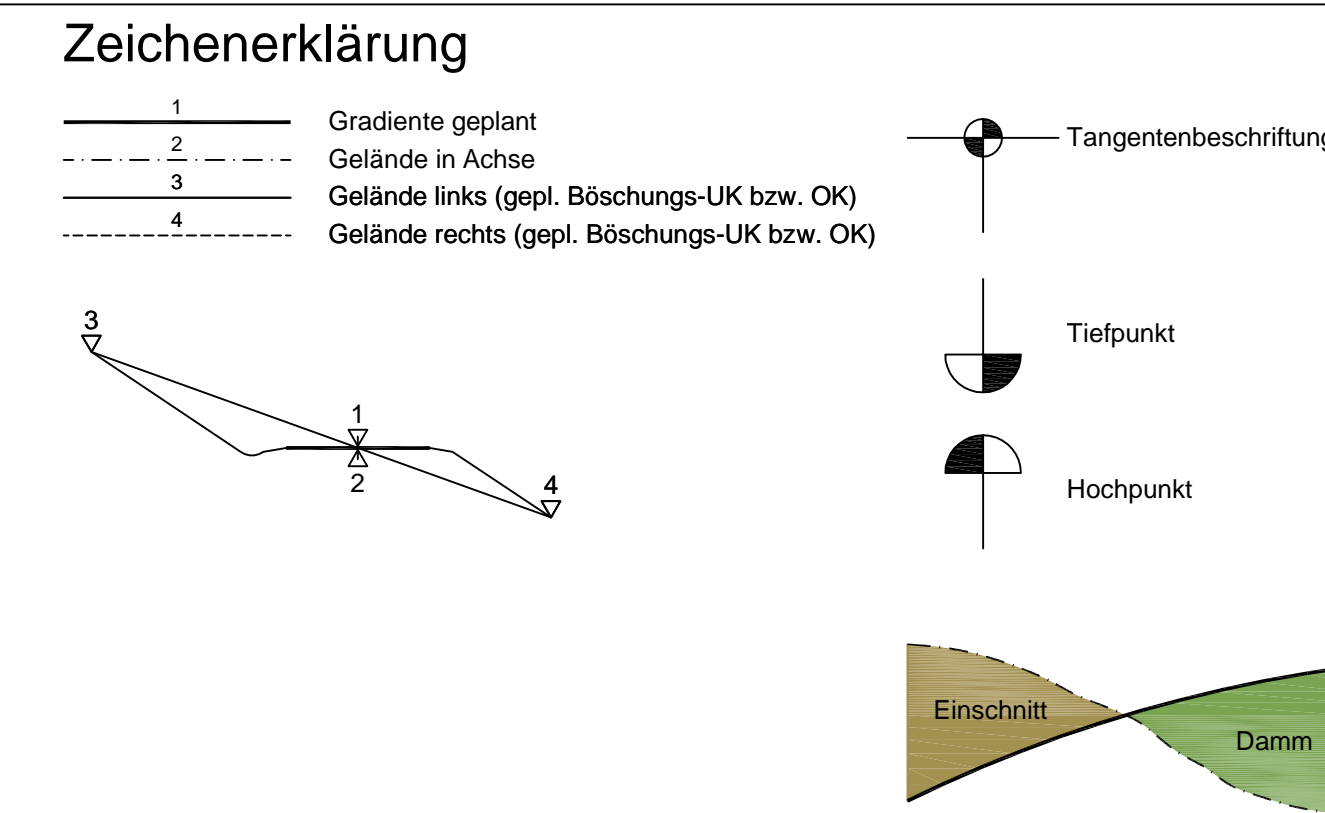 Zeichenerklärung
1
Gradiente geplant
2
Gelände in Achse
3
Gelände links (gepl. Böschungs-UK bzw. OK)
4
Gelände rechts (gepl. Böschungs-UK bzw. OK)
3
1
2
4
Tangentenbeschriftung
Tiefpunkt
Hochpunkt
Einschnitt
Damm